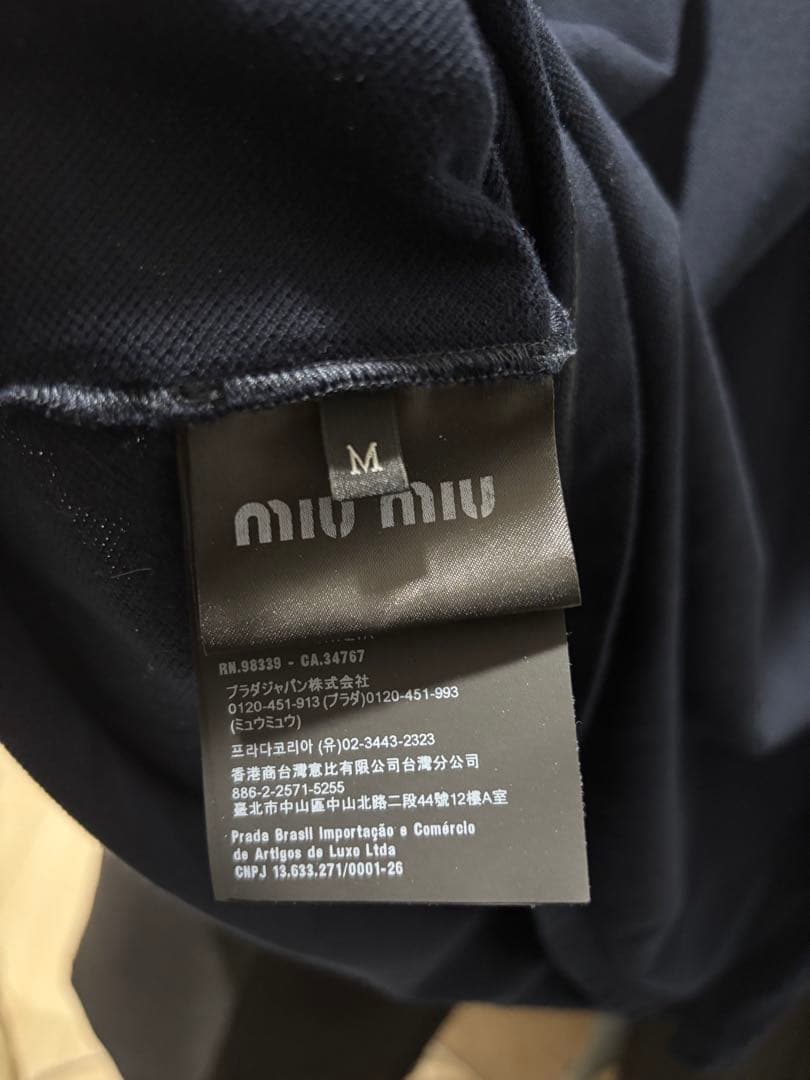 M
miu miu
RN.98339 - CA.34767
プラダジャパン株式会社
0120-451-913 (プラダ)0120-451-993
(ミュウミュウ)
프라다코리아 (유)02-3443-2323
香港商台灣意比有限公司台灣分公司
886-2-2571-5255
臺北市中山區中山北路二段44號12樓A室
Prada Brasil Importação e Comércio
de Artigos de Luxo Ltda
CNPJ 13.633.271/0001-26